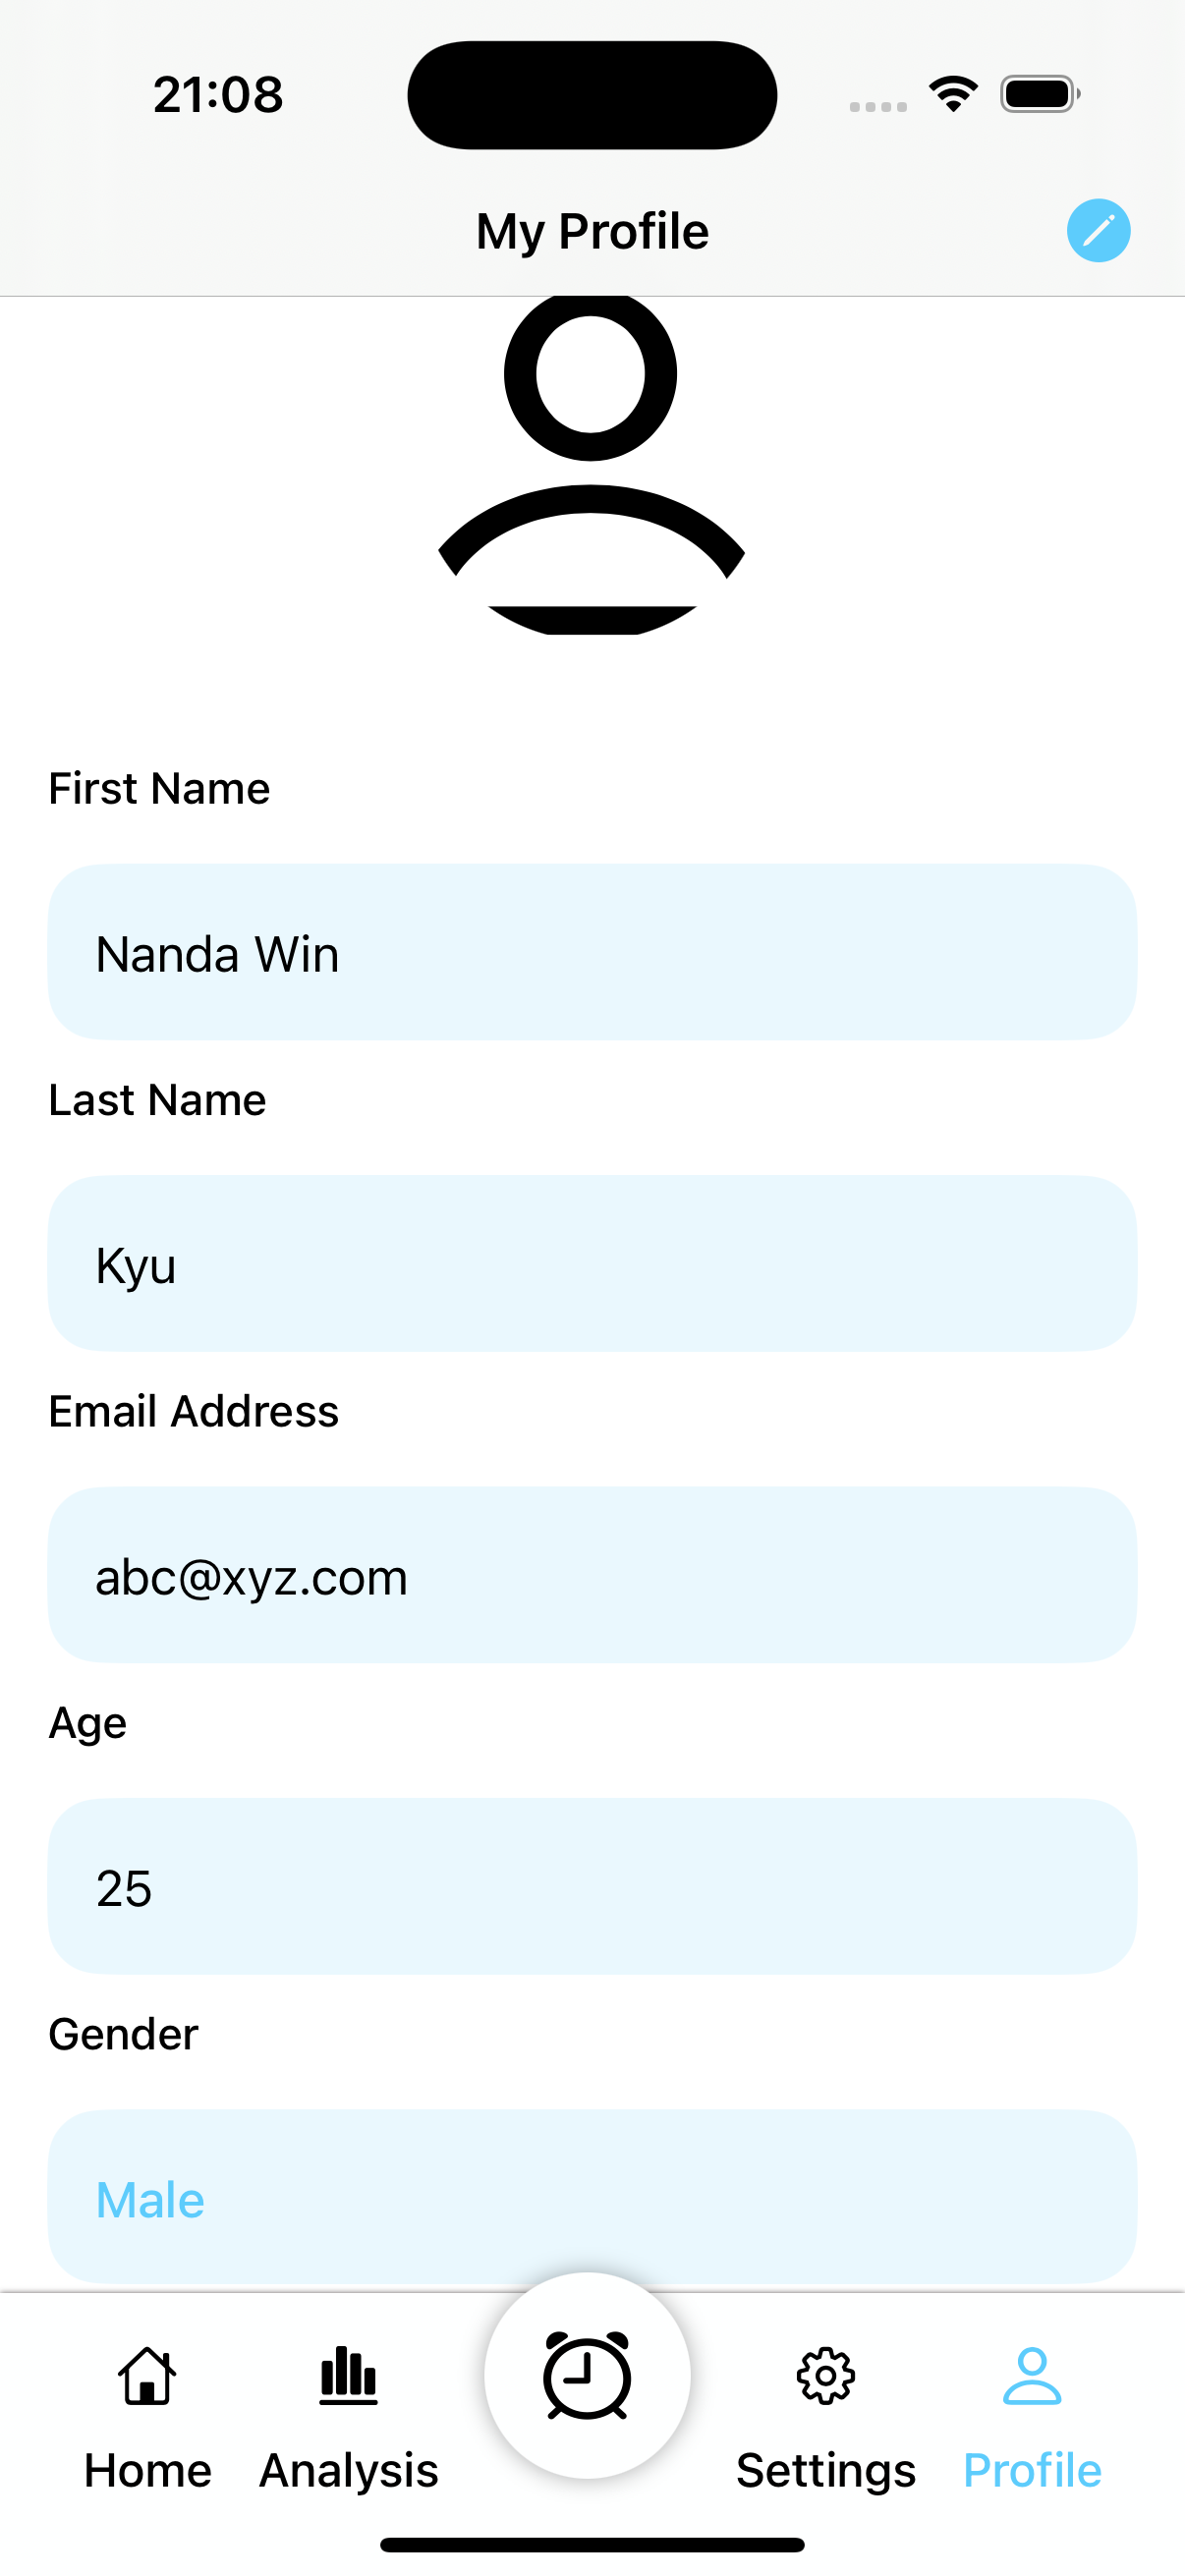 21:08
My Profile
First Name
Nanda Win
Last Name
Kyu
Email Address
abc@xyz.com
Age
25
Gender
Male
Home Analysis Settings Profile